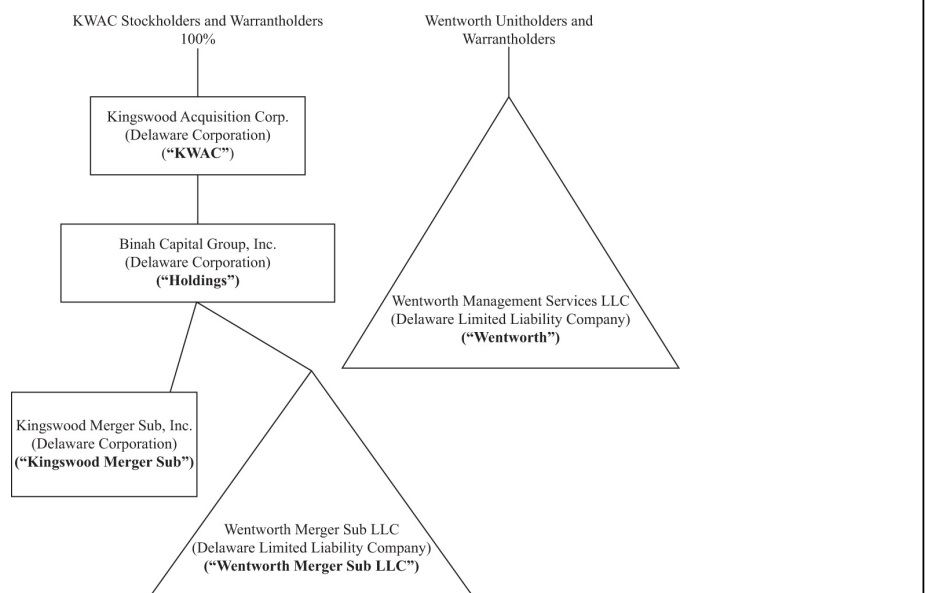 KWAC Stockholders and Warrantholders
100%
Wentworth Unitholders and
Warrantholders
Kingswood Acquisition Corp.
(Delaware Corporation)
(“KWAC”)
Binah Capital Group, Inc.
(Delaware Corporation)
(“Holdings”)
Wentworth Management Services LLC
(Delaware Limited Liability Company)
(“Wentworth”)
Kingswood Merger Sub, Inc.
(Delaware Corporation)
(“Kingswood Merger Sub”)
Wentworth Merger Sub LLC
(Delaware Limited Liability Company)
(“Wentworth Merger Sub LLC”)